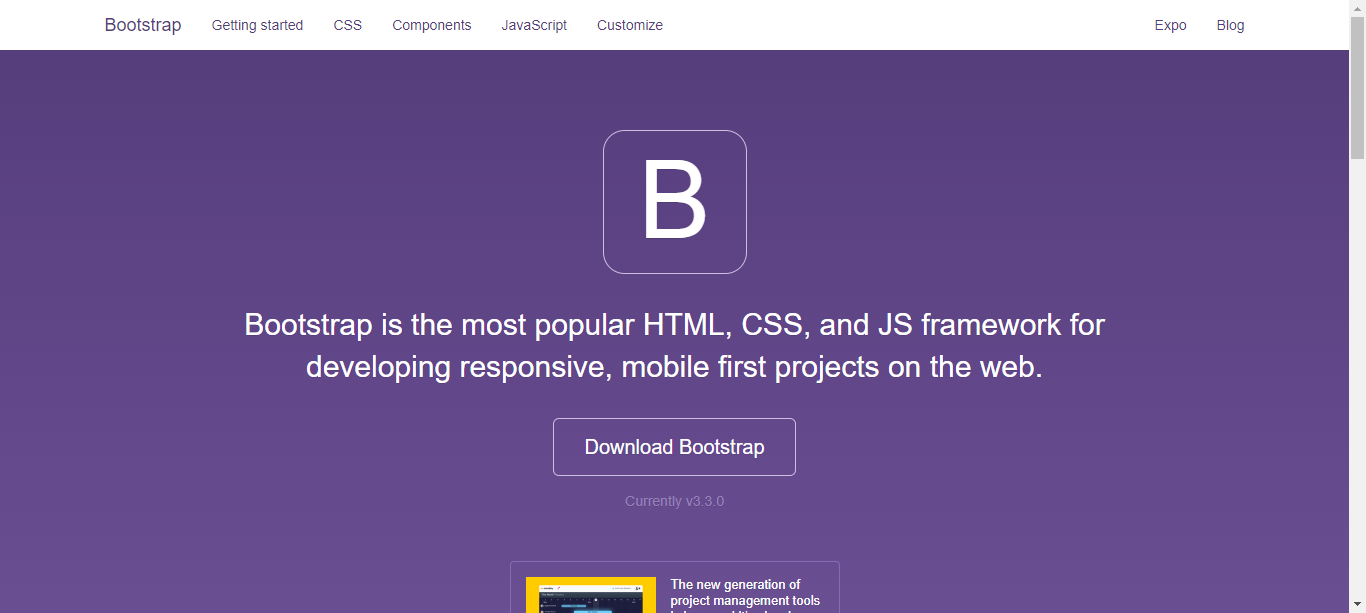 Bootstrap Getting started CSS Components JavaScript Customize Expo Blog
B
Bootstrap is the most popular HTML, CSS, and JS framework for
developing responsive, mobile first projects on the web.
Download Bootstrap
Currently v3.3.0
The new generation of
project management tools